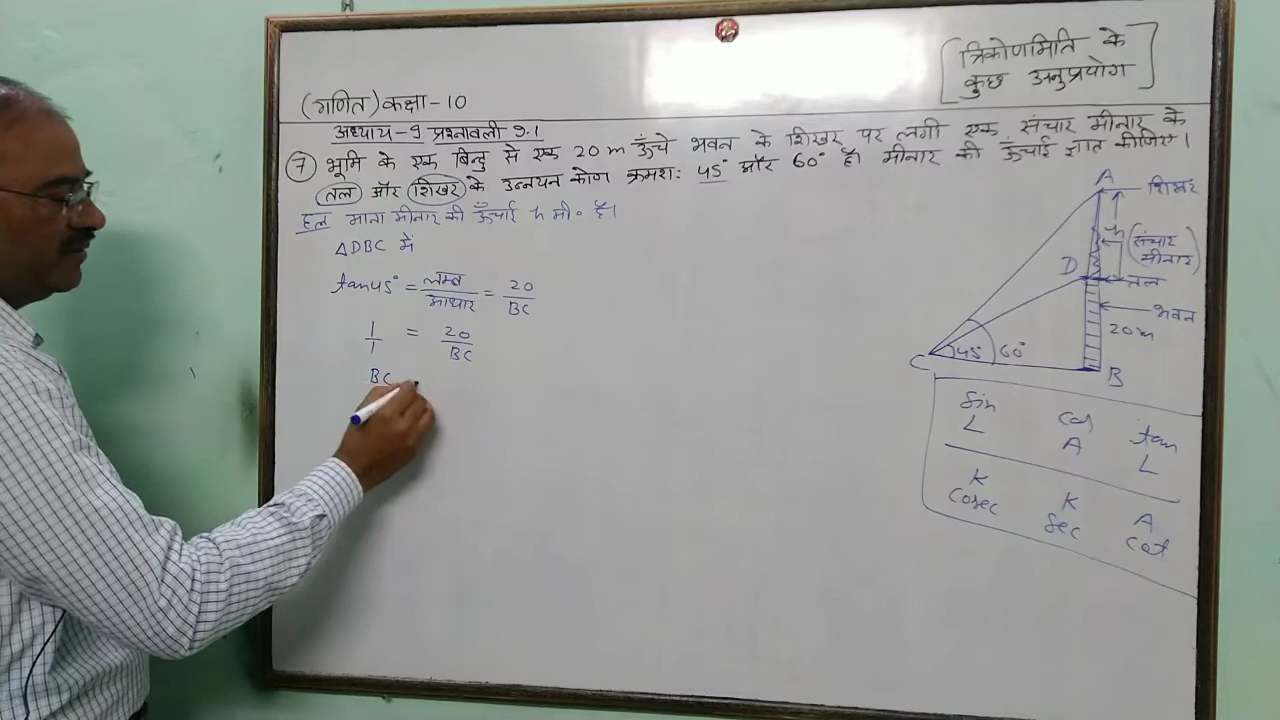 [त्रिकोणमिति के
कुछ अनुप्रयोग]
(गणित) कक्षा-10
अध्याय-9 प्रश्नावली 9.1
7 भूमि के एक बिन्दु से एक 20 m ऊँचे भवन के शिखर पर लगी एक संचार मीनार के
तल और शिखर के उन्नयन कोण क्रमशः 45° और 60° है। मीनार की ऊँचाई ज्ञात कीजिए।
हल माना मीनार की ऊँचाई h मी॰ है।
ΔDBC में
tan45° = लम्ब/आधार = 20/BC
1/1 = 20/BC
BC
A शिखर
h (संचार
मीनार)
D तल
भवन
20m
C 45° 60°
B
Sin Cos tan
L A L
K K A
Cosec Sec Cot